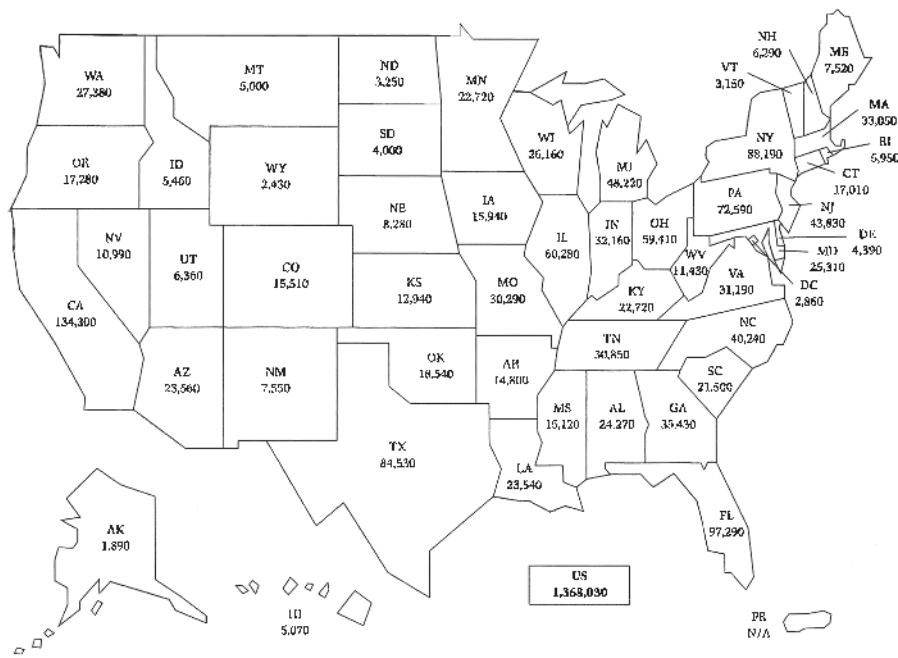 NH
6,290
ME
7,520
VT
3,150
WA
27,380
MT
5,000
ND
3,250
MN
22,720
MA
33,050
RI
5,950
CT
17,010
NJ
43,830
DE
4,390
MD
25,310
DC
2,860
OR
17,280
ID
5,460
WY
2,430
SD
4,000
WI
26,160
MI
48,220
NY
88,190
PA
72,590
NV
10,990
UT
6,360
CO
15,510
NE
8,280
IA
15,940
IL
60,280
IN
32,160
OH
59,410
WV
11,430
VA
31,190
CA
134,300
KS
12,940
MO
30,290
KY
22,720
NC
40,240
TN
30,850
SC
21,500
AZ
23,560
NM
7,550
OK
18,540
AR
14,800
MS
15,120
AL
24,270
GA
35,430
TX
84,530
LA
23,540
FL
97,290
AK
1,890
HI
5,070
US
1,368,030
PR
N/A